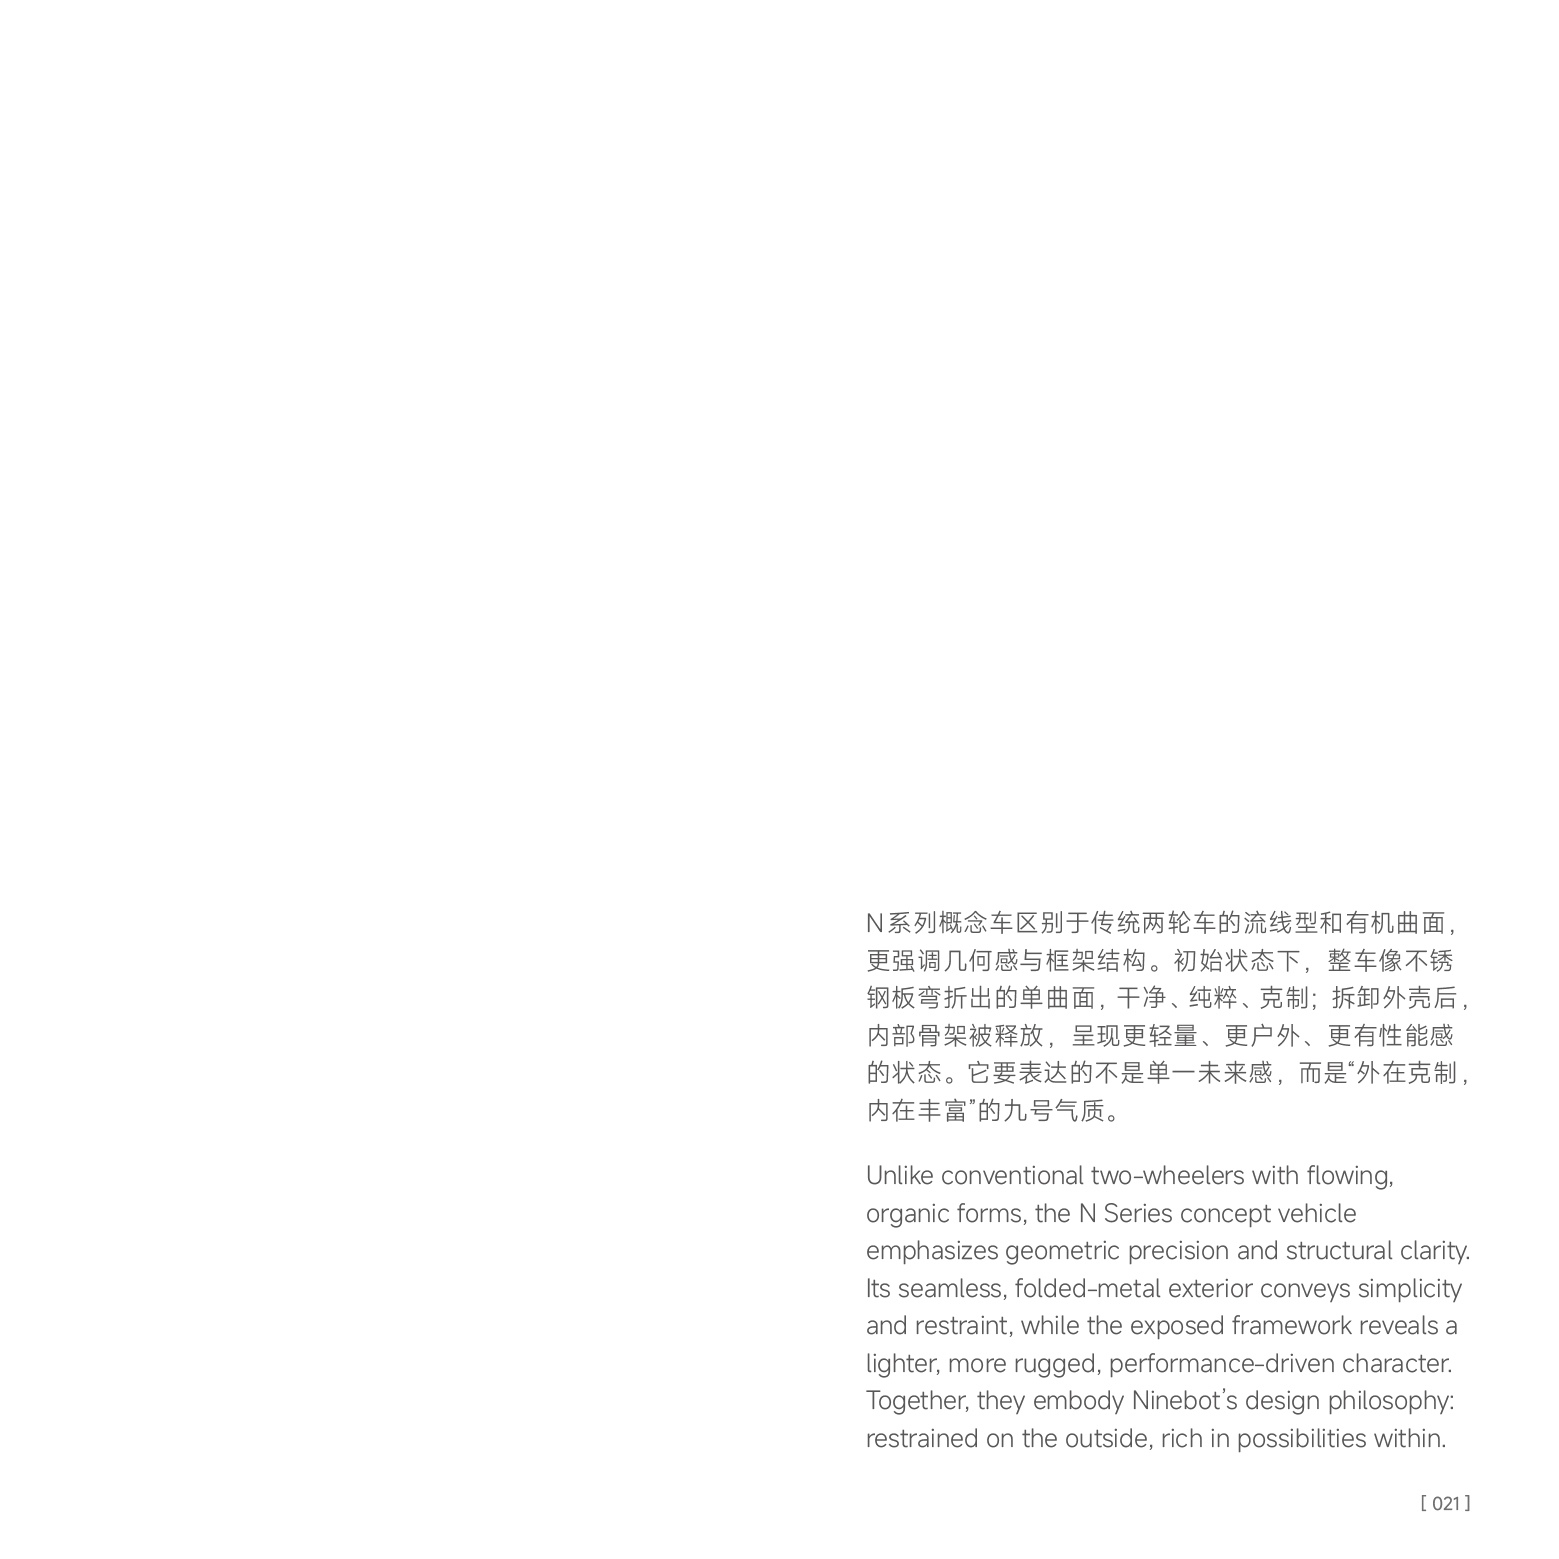 N系列概念车区别于传统两轮车的流线型和有机曲面，
更强调几何感与框架结构。初始状态下，整车像不锈
钢板弯折出的单曲面，干净、纯粹、克制；拆卸外壳后，
内部骨架被释放，呈现更轻量、更户外、更有性能感
的状态。它要表达的不是单一未来感，而是“外在克制，
内在丰富”的九号气质。
Unlike conventional two-wheelers with flowing,
organic forms, the N Series concept vehicle
emphasizes geometric precision and structural clarity.
Its seamless, folded-metal exterior conveys simplicity
and restraint, while the exposed framework reveals a
lighter, more rugged, performance-driven character.
Together, they embody Ninebot’s design philosophy:
restrained on the outside, rich in possibilities within.
[ 021 ]